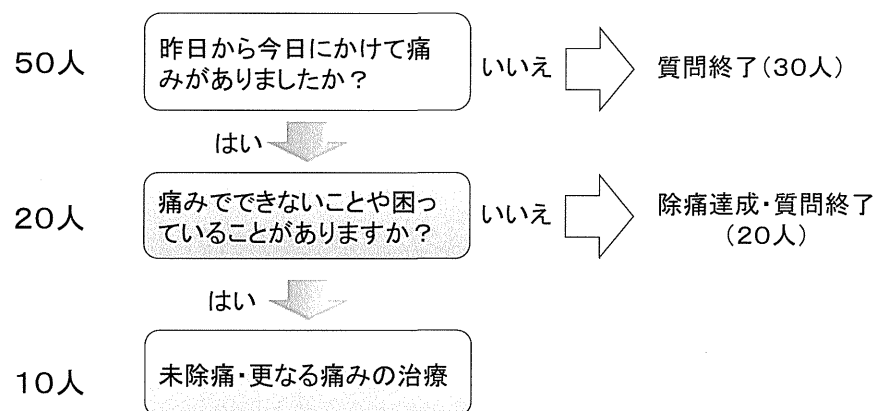 50人
昨日から今日にかけて痛
みがありましたか？
いいえ
質問終了(30人)
はい
20人
痛みでできないことや困っ
ていることがありますか？
いいえ
除痛達成・質問終了
(20人)
はい
10人
未除痛・更なる痛みの治療